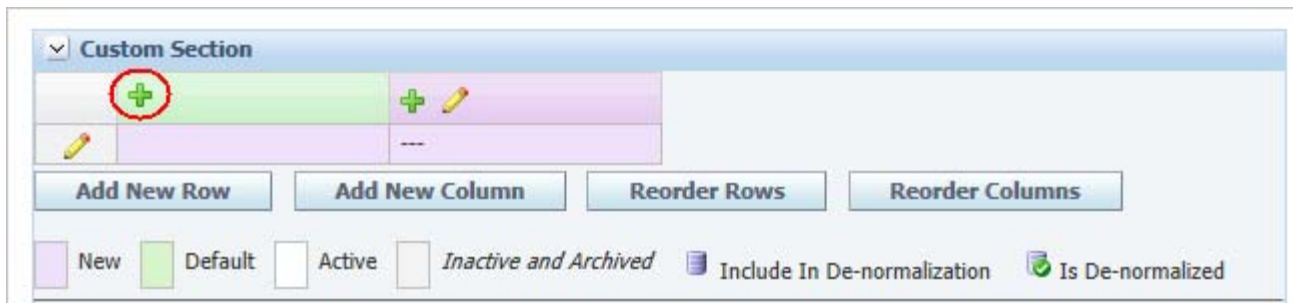 Custom Section
---
Add New Row Add New Column Reorder Rows Reorder Columns
New Default Active Inactive and Archived Include In De-normalization Is De-normalized